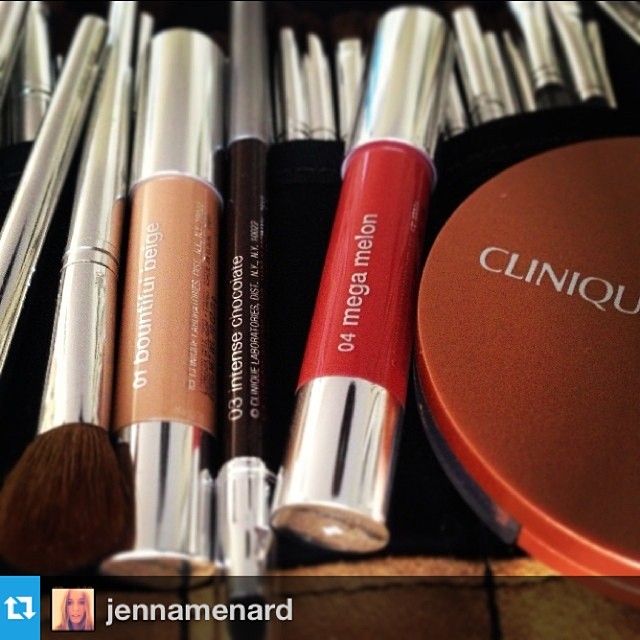 01 bountiful beige
03 intense chocolate
© CLINIQUE LABORATORIES, DIST. N.Y., N.Y. 10022
04 mega melon
CLINIQU
jennamenard